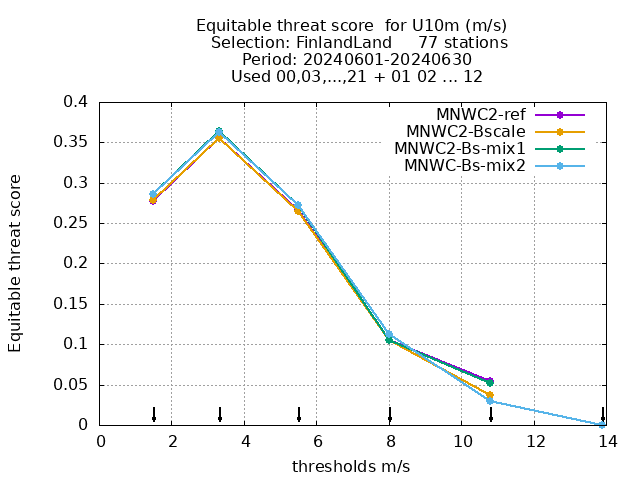 Equitable threat score  for U10m (m/s)
Selection: FinlandLand     77 stations
Period: 20240601-20240630
Used 00,03,...,21 + 01 02 ... 12
MNWC2-ref
MNWC2-Bscale
MNWC2-Bs-mix1
MNWC-Bs-mix2
Equitable threat score
0.4
0.35
0.3
0.25
0.2
0.15
0.1
0.05
0
0 2 4 6 8 10 12 14
thresholds m/s